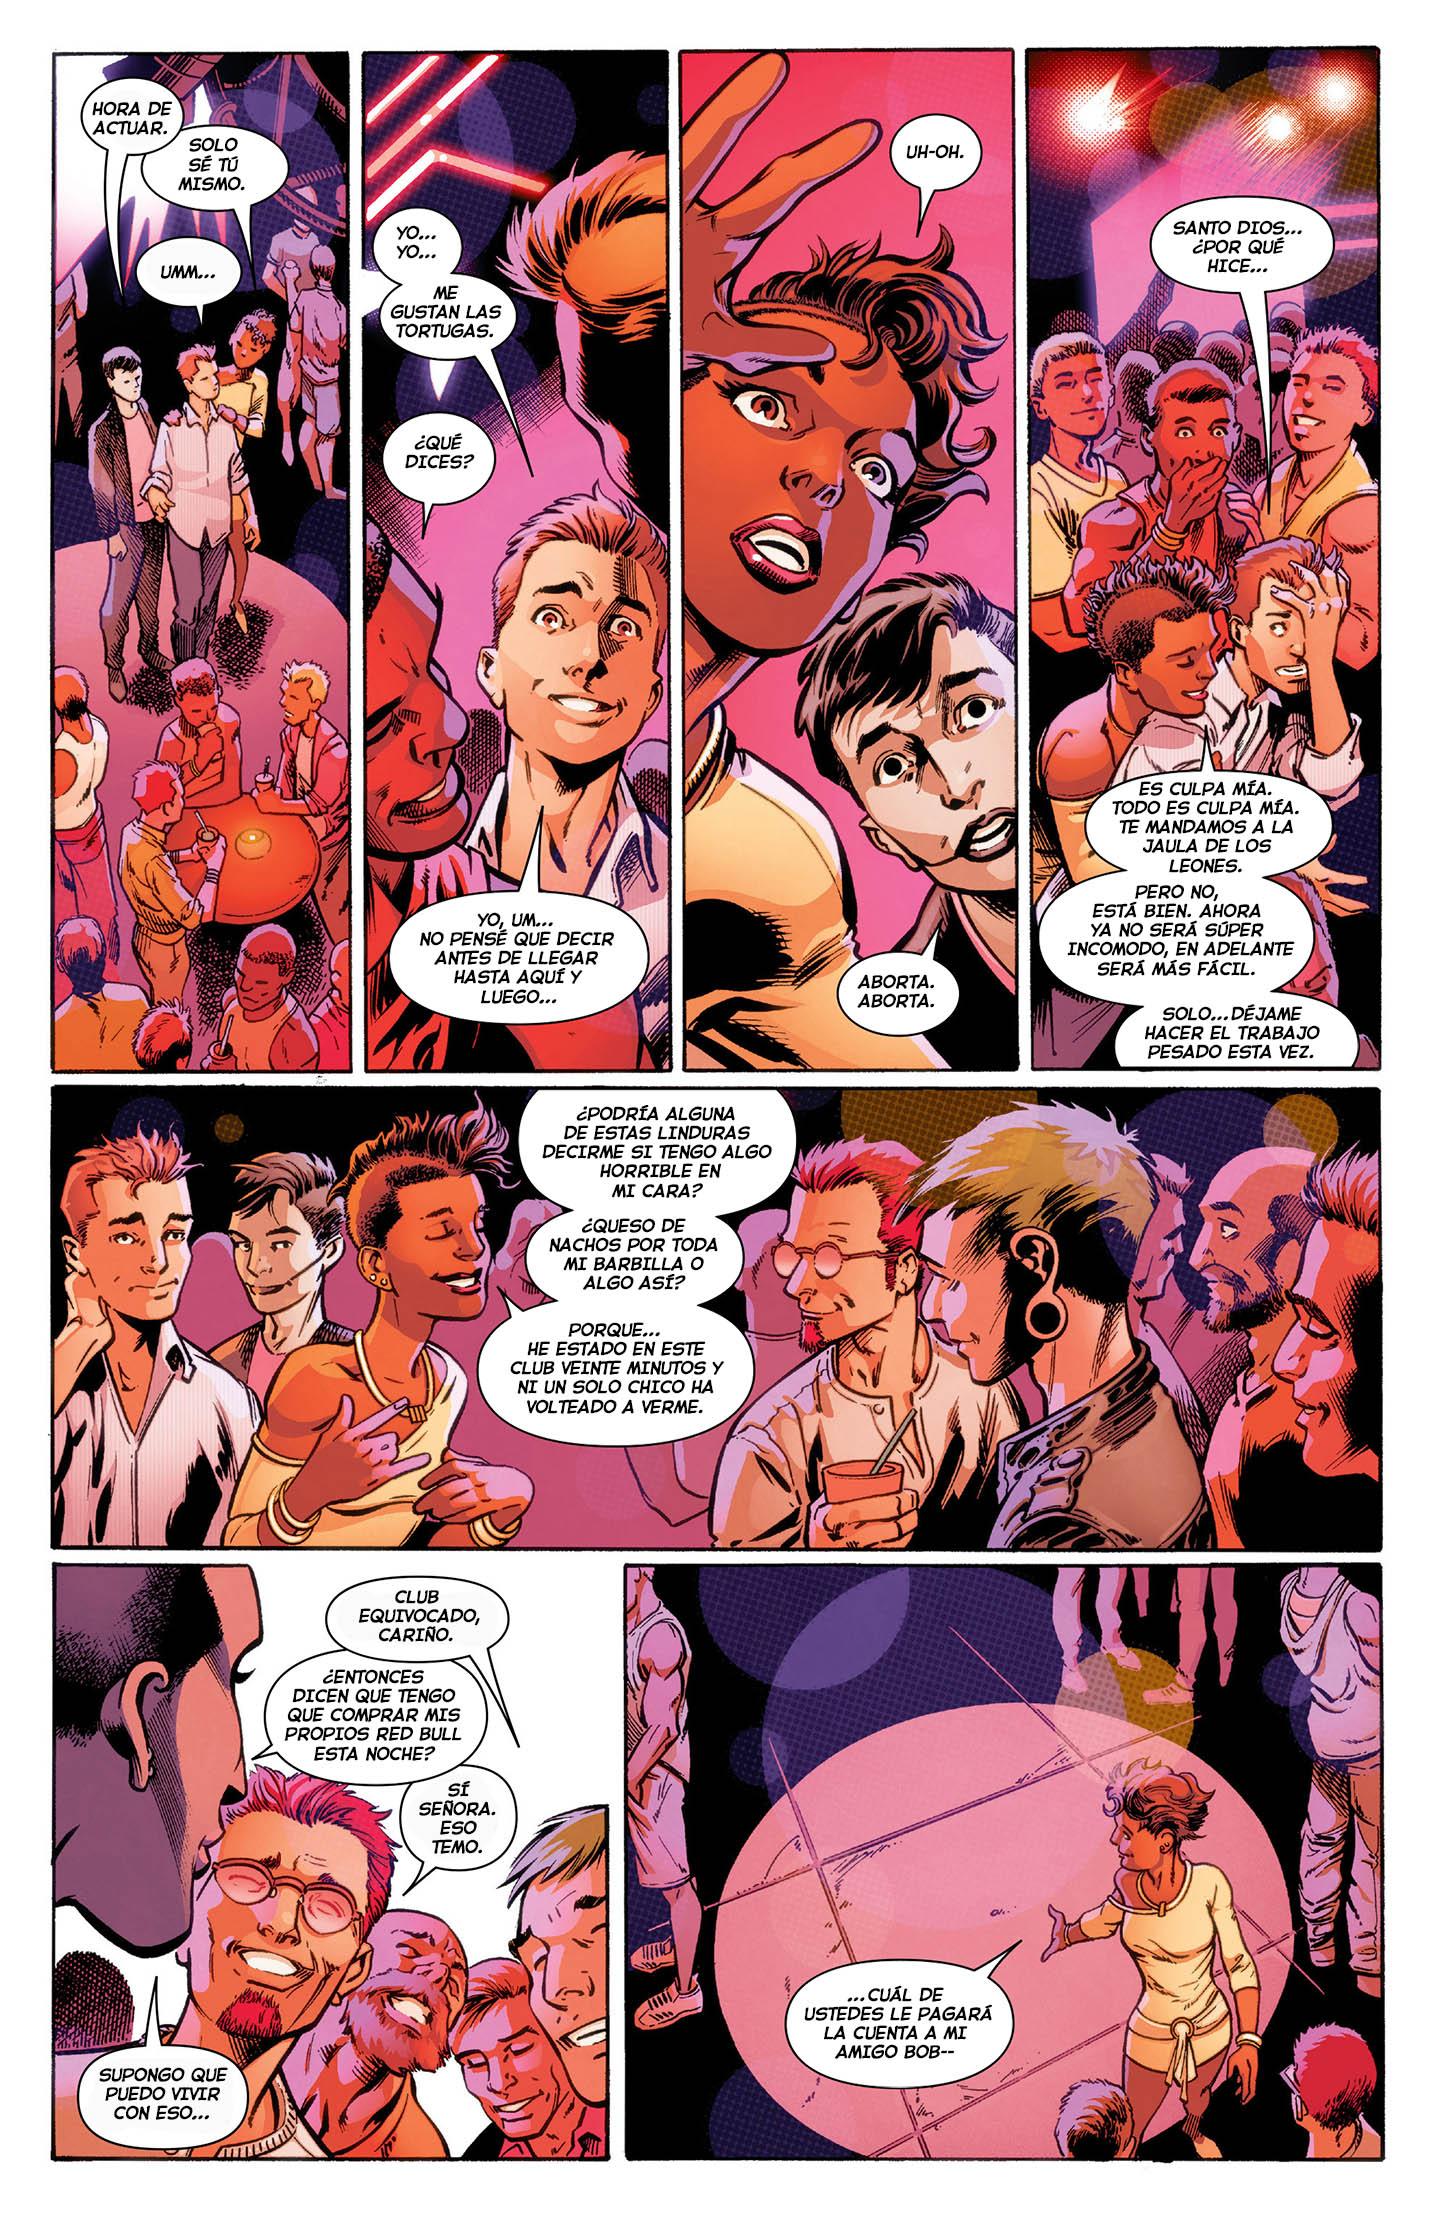 HORA DE
ACTUAR.
SOLO
SÉ TÚ
MISMO.
UMM...
YO...
YO...
ME
GUSTAN LAS
TORTUGAS.
¿QUÉ
DICES?
YO, UM...
NO PENSÉ QUE DECIR
ANTES DE LLEGAR
HASTA AQUÍ Y
LUEGO...
UH-OH.
ABORTA.
ABORTA.
SANTO DIOS...
¿POR QUÉ
HICE...
ES CULPA MÍA.
TODO ES CULPA MÍA.
TE MANDAMOS A LA
JAULA DE LOS
LEONES.
PERO NO,
ESTÁ BIEN. AHORA
YA NO SERÁ SÚPER
INCOMODO, EN ADELANTE
SERÁ MÁS FÁCIL.
SOLO...DÉJAME
HACER EL TRABAJO
PESADO ESTA VEZ.
¿PODRÍA ALGUNA
DE ESTAS LINDURAS
DECIRME SI TENGO ALGO
HORRIBLE EN
MI CARA?
¿QUESO DE
NACHOS POR TODA
MI BARBILLA O
ALGO ASÍ?
PORQUE...
HE ESTADO EN ESTE
CLUB VEINTE MINUTOS Y
NI UN SOLO CHICO HA
VOLTEADO A VERME.
CLUB
EQUIVOCADO,
CARIÑO.
¿ENTONCES
DICEN QUE TENGO
QUE COMPRAR MIS
PROPIOS RED BULL
ESTA NOCHE?
SÍ
SEÑORA.
ESO
TEMO.
SUPONGO QUE
PUEDO VIVIR
CON ESO...
...CUÁL DE
USTEDES LE PAGARÁ
LA CUENTA A MI
AMIGO BOB--